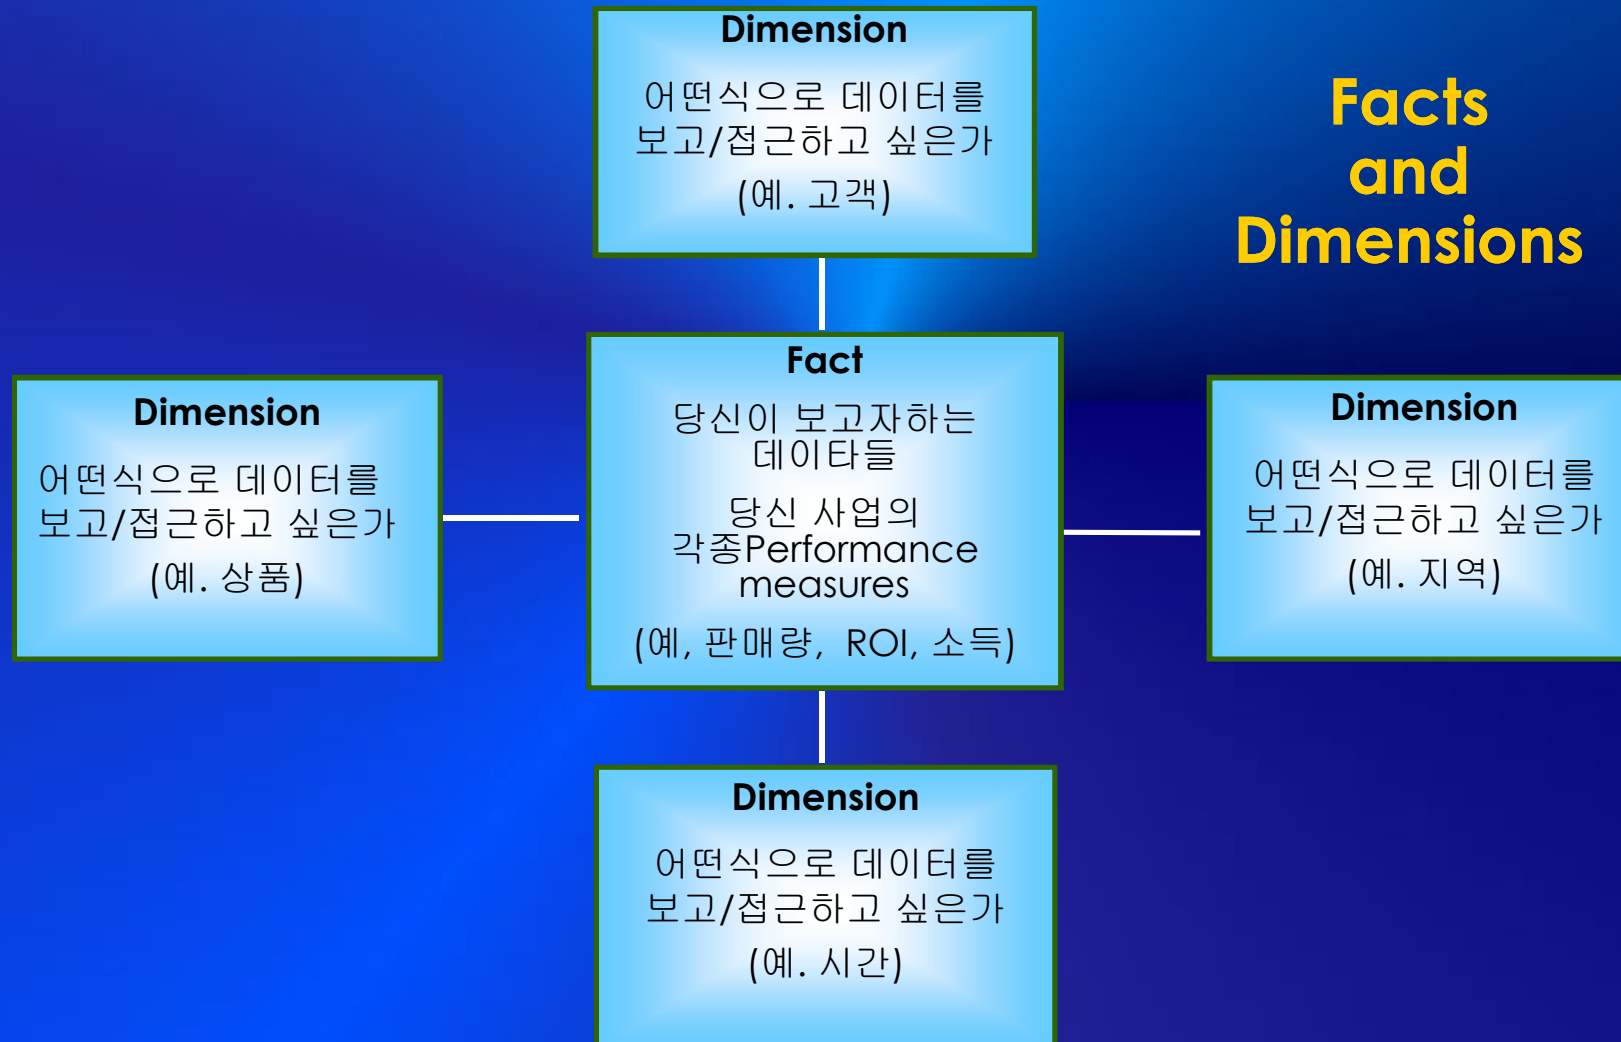 Dimension
어떤식으로 데이터를
보고/접근하고 싶은가
(예. 고객)
Facts
and
Dimensions
Fact
당신이 보고자하는
데이타들
당신 사업의
각종Performance
measures
(예, 판매량, ROI, 소득)
Dimension
어떤식으로 데이터를
보고/접근하고 싶은가
(예. 상품)
Dimension
어떤식으로 데이터를
보고/접근하고 싶은가
(예. 지역)
Dimension
어떤식으로 데이터를
보고/접근하고 싶은가
(예. 시간)